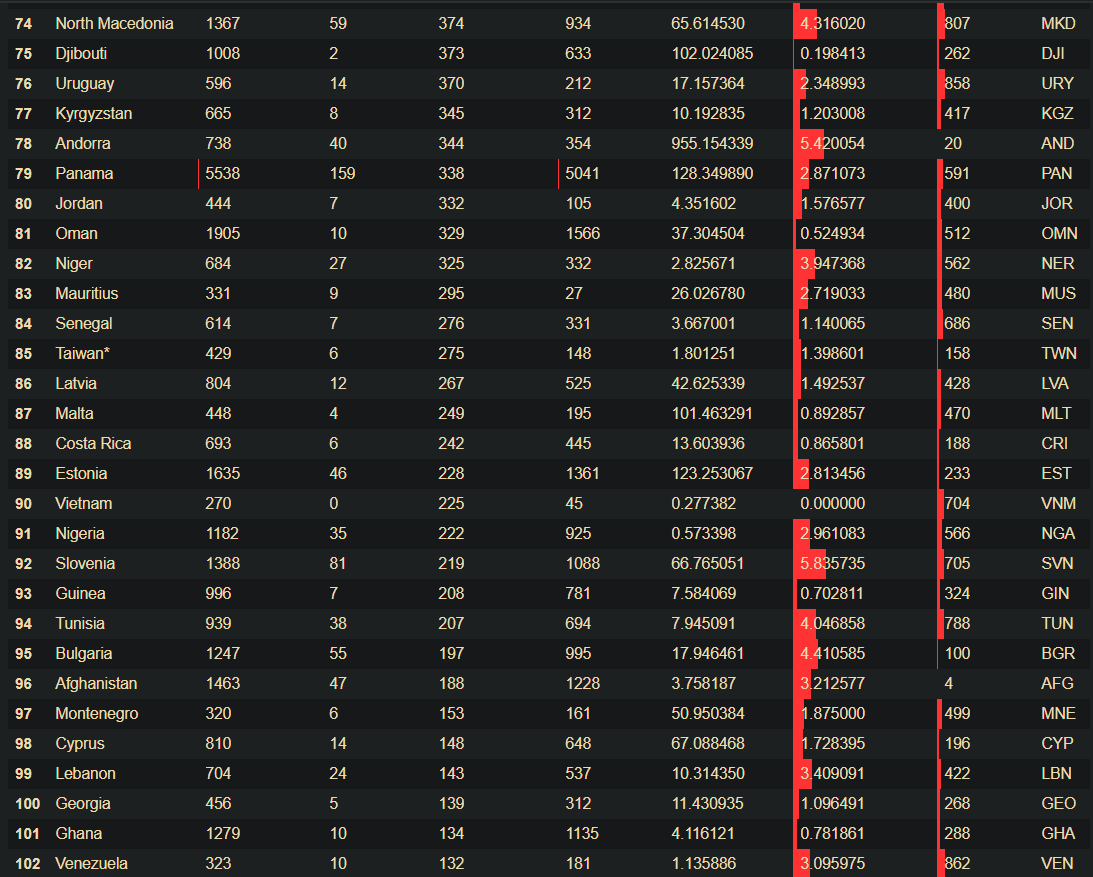 74 North Macedonia 1367 59 374 934 65.614530 4.316020 807 MKD
75 Djibouti 1008 2 373 633 102.024085 0.198413 262 DJI
76 Uruguay 596 14 370 212 17.157364 2.348993 858 URY
77 Kyrgyzstan 665 8 345 312 10.192835 1.203008 417 KGZ
78 Andorra 738 40 344 354 955.154339 5.420054 20 AND
79 Panama 5538 159 338 5041 128.349890 2.871073 591 PAN
80 Jordan 444 7 332 105 4.351602 1.576577 400 JOR
81 Oman 1905 10 329 1566 37.304504 0.524934 512 OMN
82 Niger 684 27 325 332 2.825671 3.947368 562 NER
83 Mauritius 331 9 295 27 26.026780 2.719033 480 MUS
84 Senegal 614 7 276 331 3.667001 1.140065 686 SEN
85 Taiwan* 429 6 275 148 1.801251 1.398601 158 TWN
86 Latvia 804 12 267 525 42.625339 1.492537 428 LVA
87 Malta 448 4 249 195 101.463291 0.892857 470 MLT
88 Costa Rica 693 6 242 445 13.603936 0.865801 188 CRI
89 Estonia 1635 46 228 1361 123.253067 2.813456 233 EST
90 Vietnam 270 0 225 45 0.277382 0.000000 704 VNM
91 Nigeria 1182 35 222 925 0.573398 2.961083 566 NGA
92 Slovenia 1388 81 219 1088 66.765051 5.835735 705 SVN
93 Guinea 996 7 208 781 7.584069 0.702811 324 GIN
94 Tunisia 939 38 207 694 7.945091 4.046858 788 TUN
95 Bulgaria 1247 55 197 995 17.946461 4.410585 100 BGR
96 Afghanistan 1463 47 188 1228 3.758187 3.212577 4 AFG
97 Montenegro 320 6 153 161 50.950384 1.875000 499 MNE
98 Cyprus 810 14 148 648 67.088468 1.728395 196 CYP
99 Lebanon 704 24 143 537 10.314350 3.409091 422 LBN
100 Georgia 456 5 139 312 11.430935 1.096491 268 GEO
101 Ghana 1279 10 134 1135 4.116121 0.781861 288 GHA
102 Venezuela 323 10 132 181 1.135886 3.095975 862 VEN